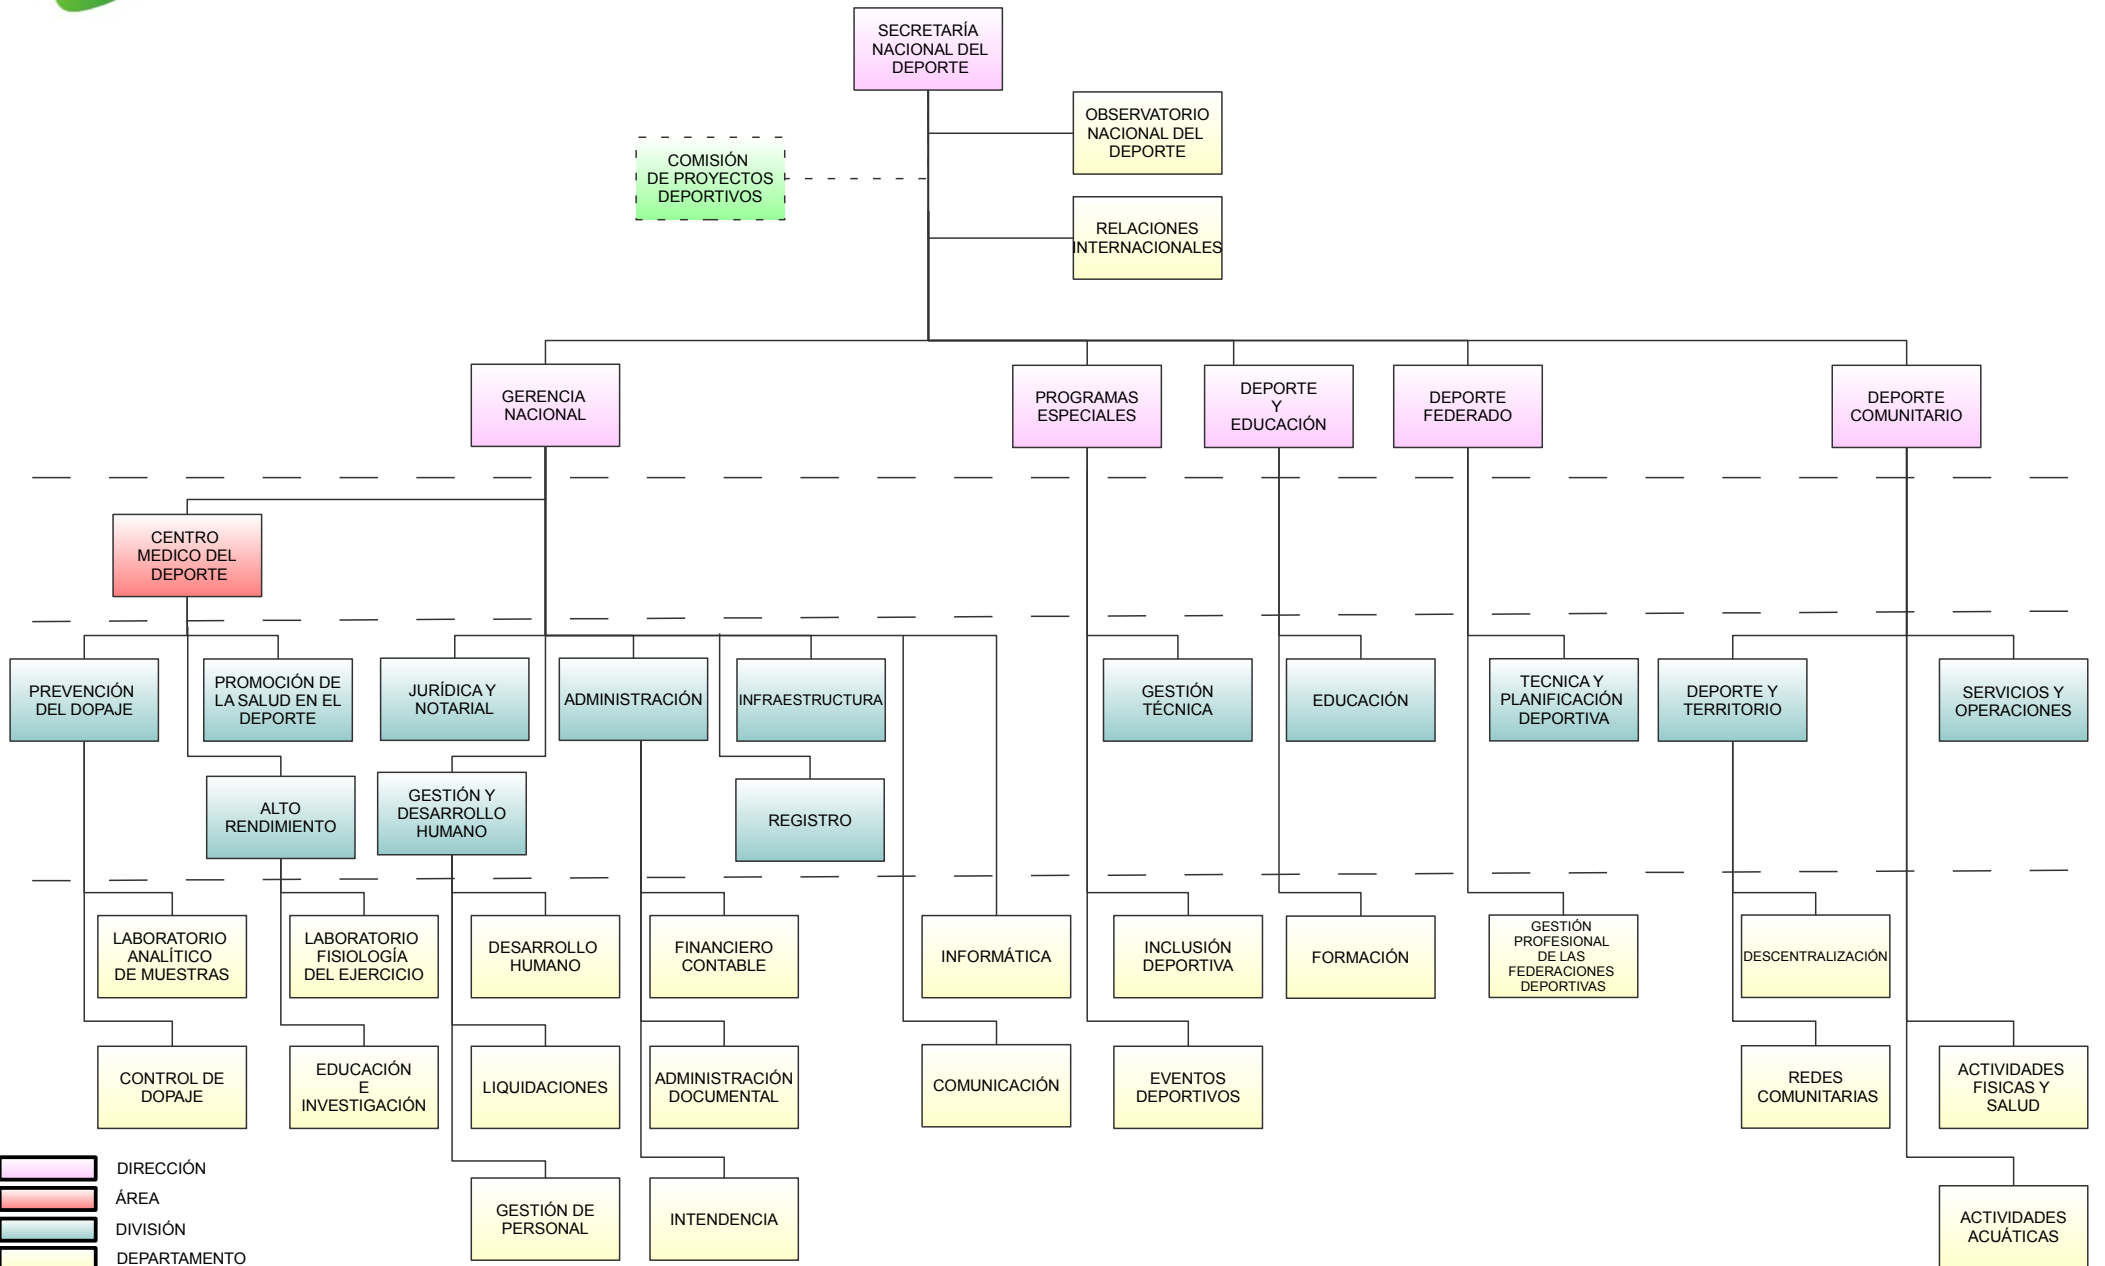 SECRETARÍA
NACIONAL DEL
DEPORTE
OBSERVATORIO
NACIONAL DEL
DEPORTE
COMISIÓN
DE PROYECTOS
DEPORTIVOS
RELACIONES
INTERNACIONALES
GERENCIA
NACIONAL
PROGRAMAS
ESPECIALES
DEPORTE
Y
EDUCACIÓN
DEPORTE
FEDERADO
DEPORTE
COMUNITARIO
CENTRO
MEDICO DEL
DEPORTE
PREVENCIÓN
DEL DOPAJE
PROMOCIÓN DE
LA SALUD EN EL
DEPORTE
JURÍDICA Y
NOTARIAL
ADMINISTRACIÓN
INFRAESTRUCTURA
GESTIÓN
TÉCNICA
EDUCACIÓN
TECNICA Y
PLANIFICACIÓN
DEPORTIVA
DEPORTE Y
TERRITORIO
SERVICIOS Y
OPERACIONES
ALTO
RENDIMIENTO
GESTIÓN Y
DESARROLLO
HUMANO
REGISTRO
LABORATORIO
ANALÍTICO
DE MUESTRAS
LABORATORIO
FISIOLOGÍA
DEL EJERCICIO
DESARROLLO
HUMANO
FINANCIERO
CONTABLE
INFORMÁTICA
INCLUSIÓN
DEPORTIVA
FORMACIÓN
GESTIÓN
PROFESIONAL
DE LAS
FEDERACIONES
DEPORTIVAS
DESCENTRALIZACIÓN
CONTROL DE
DOPAJE
EDUCACIÓN
E
INVESTIGACIÓN
LIQUIDACIONES
ADMINISTRACIÓN
DOCUMENTAL
COMUNICACIÓN
EVENTOS
DEPORTIVOS
REDES
COMUNITARIAS
ACTIVIDADES
FISICAS Y
SALUD
GESTIÓN DE
PERSONAL
INTENDENCIA
ACTIVIDADES
ACUÁTICAS
DIRECCIÓN
ÁREA
DIVISIÓN
DEPARTAMENTO